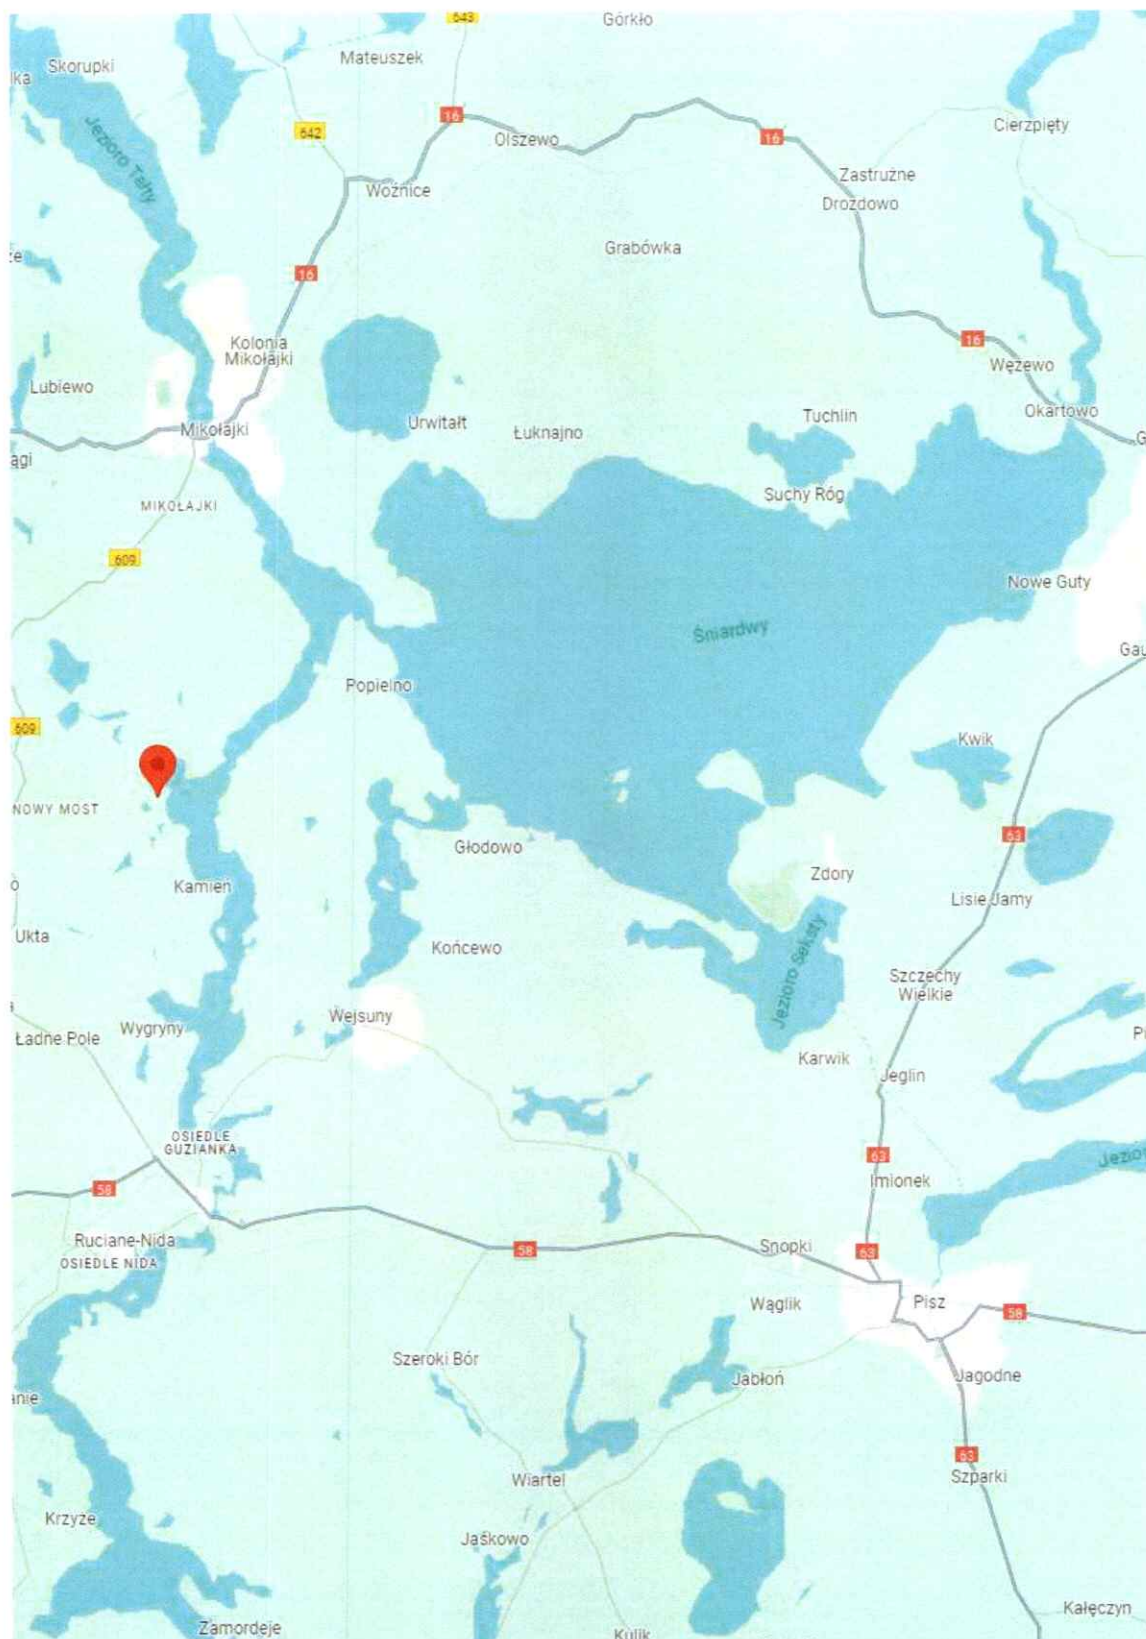 643
Górkło
Mateuszek
Skorupki
16
Cierzpięty
642
Olszewo
16
Jezioro Tałty
Woźnice
Zastrużne
Drozdowo
Grabówka
16
Kolonia
Mikołajki
16
Węzewo
Lubiewo
Okartowo
Tuchlin
Urwitałt
Mikołajki
Łuknajno
Suchy Róg
MIKOŁAJKI
609
Nowe Guty
Śniardwy
Popielno
609
Kwik
NOWY MOST
63
Głodowo
Zdory
Kamień
Lisie Jamy
Ukta
Końcewo
Jezioro Seksty
Szczechy
Wielkie
Wejsuny
Wygryny
Ładne Pole
Karwik
Jeglin
OSIEDLE
GUZIANKA
63
Imionek
58
Ruciane-Nida
OSIEDLE NIDA
Snopki
58
63
Pisz
Wąglik
58
Szeroki Bór
Jabłoń
Jagodne
63
Szparki
Wiartel
Krzyże
Jaśkowo
Kałęczyn
Zamordeje
Kulik